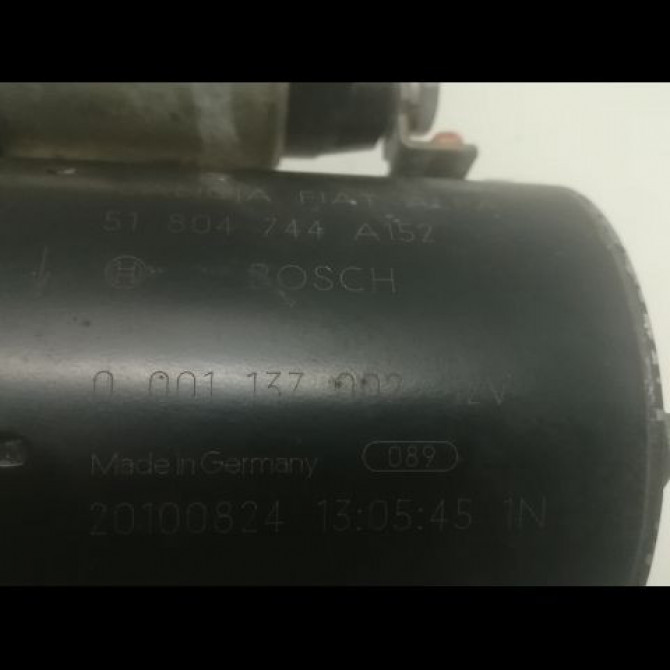 FIAT
51 804 744 A152
BOSCH
0 001 137 002 12V
Made in Germany 089
20100824 13:05:45 1N